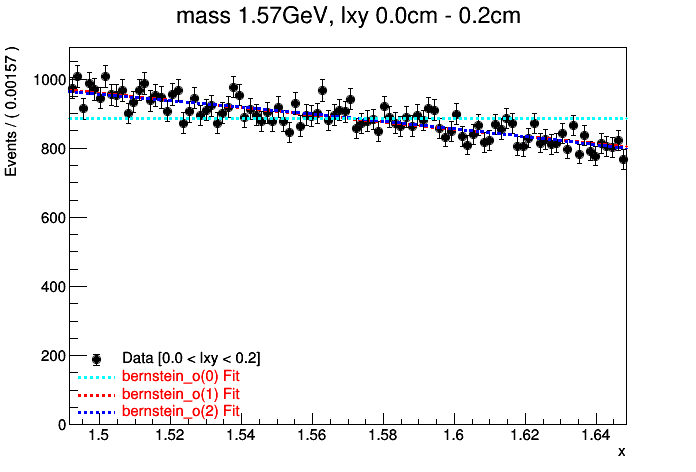 mass 1.57GeV, lxy 0.0cm - 0.2cm
Events / ( 0.00157 )
1000
800
600
400
200
0
Data [0.0 < lxy < 0.2]
bernstein_o(0) Fit
bernstein_o(1) Fit
bernstein_o(2) Fit
1.5 1.52 1.54 1.56 1.58 1.6 1.62 1.64
x